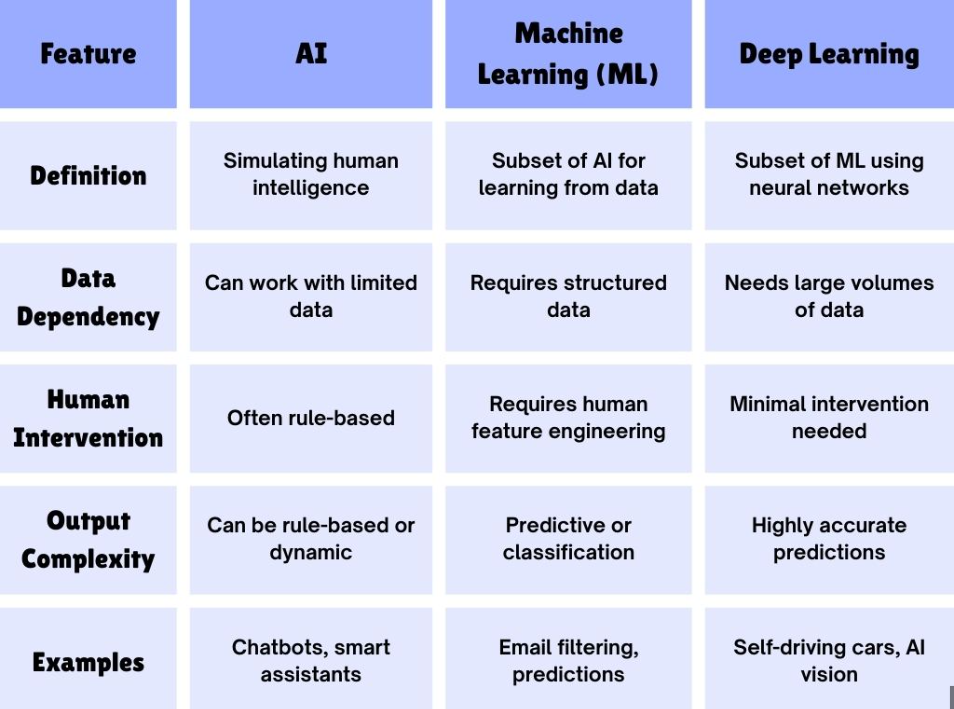 Feature
AI
Machine
Learning (ML)
Deep Learning
Definition
Simulating human
intelligence
Subset of AI for
learning from data
Subset of ML using
neural networks
Data
Dependency
Can work with limited
data
Requires structured
data
Needs large volumes
of data
Human
Intervention
Often rule-based
Requires human
feature engineering
Minimal intervention
needed
Output
Complexity
Can be rule-based or
dynamic
Predictive or
classification
Highly accurate
predictions
Examples
Chatbots, smart
assistants
Email filtering,
predictions
Self-driving cars, AI
vision